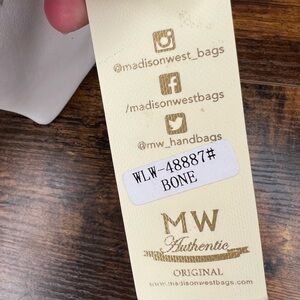 @madisonwest_bags
/madisonwestbags
@mw_handbags
WLW-48887#
BONE
MW
Authentic
ORIGINAL
www.madisonwestbags.com